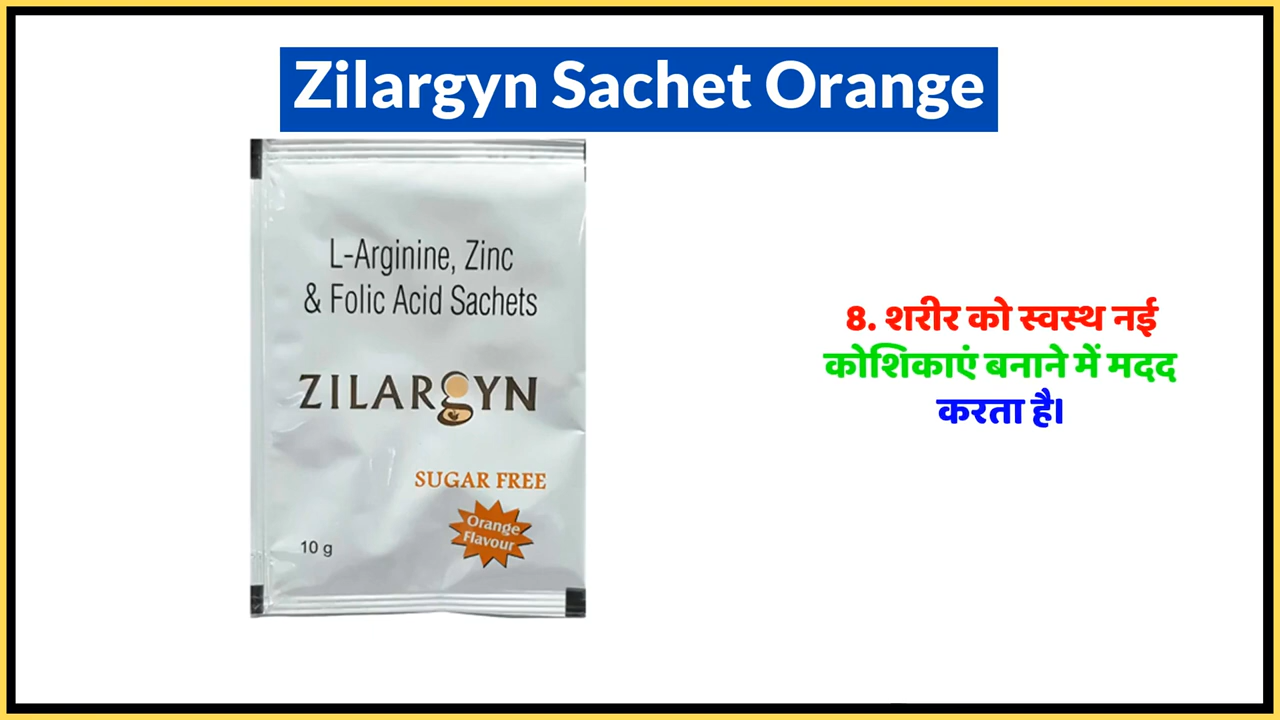 Zilargyn Sachet Orange
L-Arginine, Zinc
& Folic Acid Sachets
ZILARgYN
SUGAR FREE
Orange
Flavour
10 g
8. शरीर को स्वस्थ नई
कोशिकाएं बनाने में मदद
करता है।